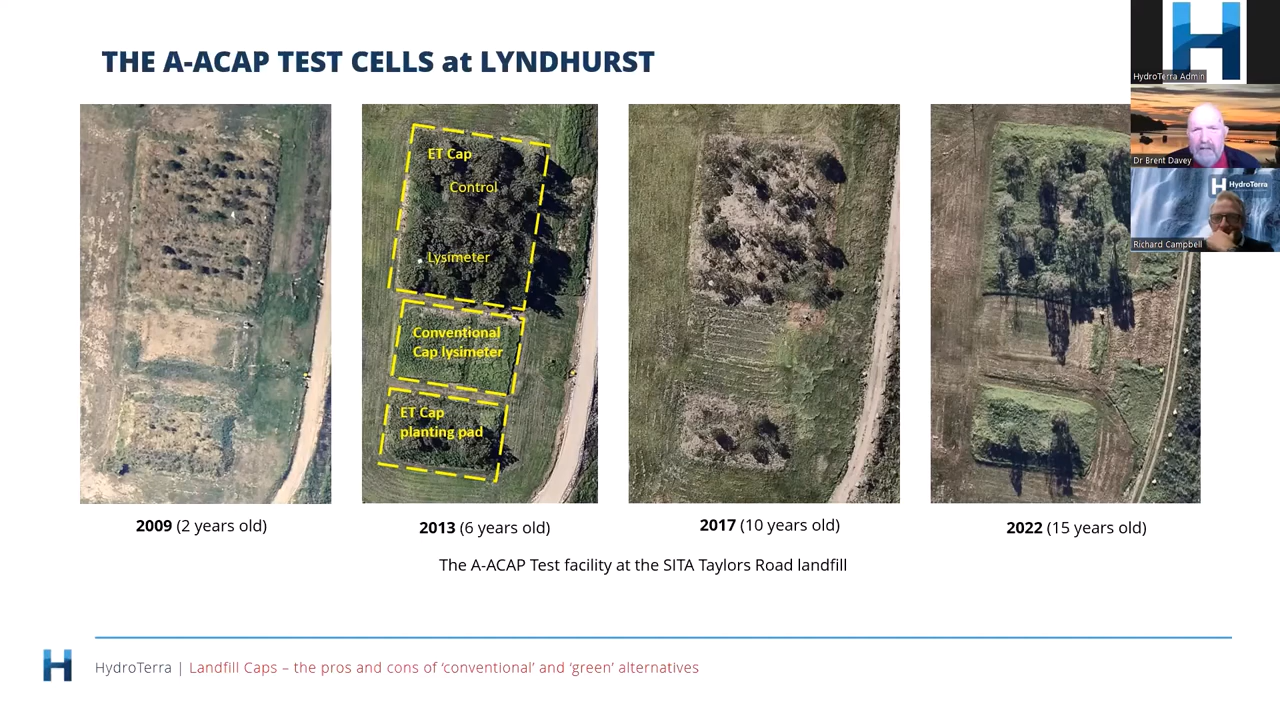 THE A-ACAP TEST CELLS at LYNDHURST
HydroTerra Admin
Dr Brent Davey
HydroTerra
Richard Campbell
ET Cap
Control
Lysimeter
Conventional
Cap lysimeter
ET Cap
planting pad
2009 (2 years old)
2013 (6 years old)
2017 (10 years old)
2022 (15 years old)
The A-ACAP Test facility at the SITA Taylors Road landfill
HydroTerra | Landfill Caps – the pros and cons of ‘conventional’ and ‘green’ alternatives